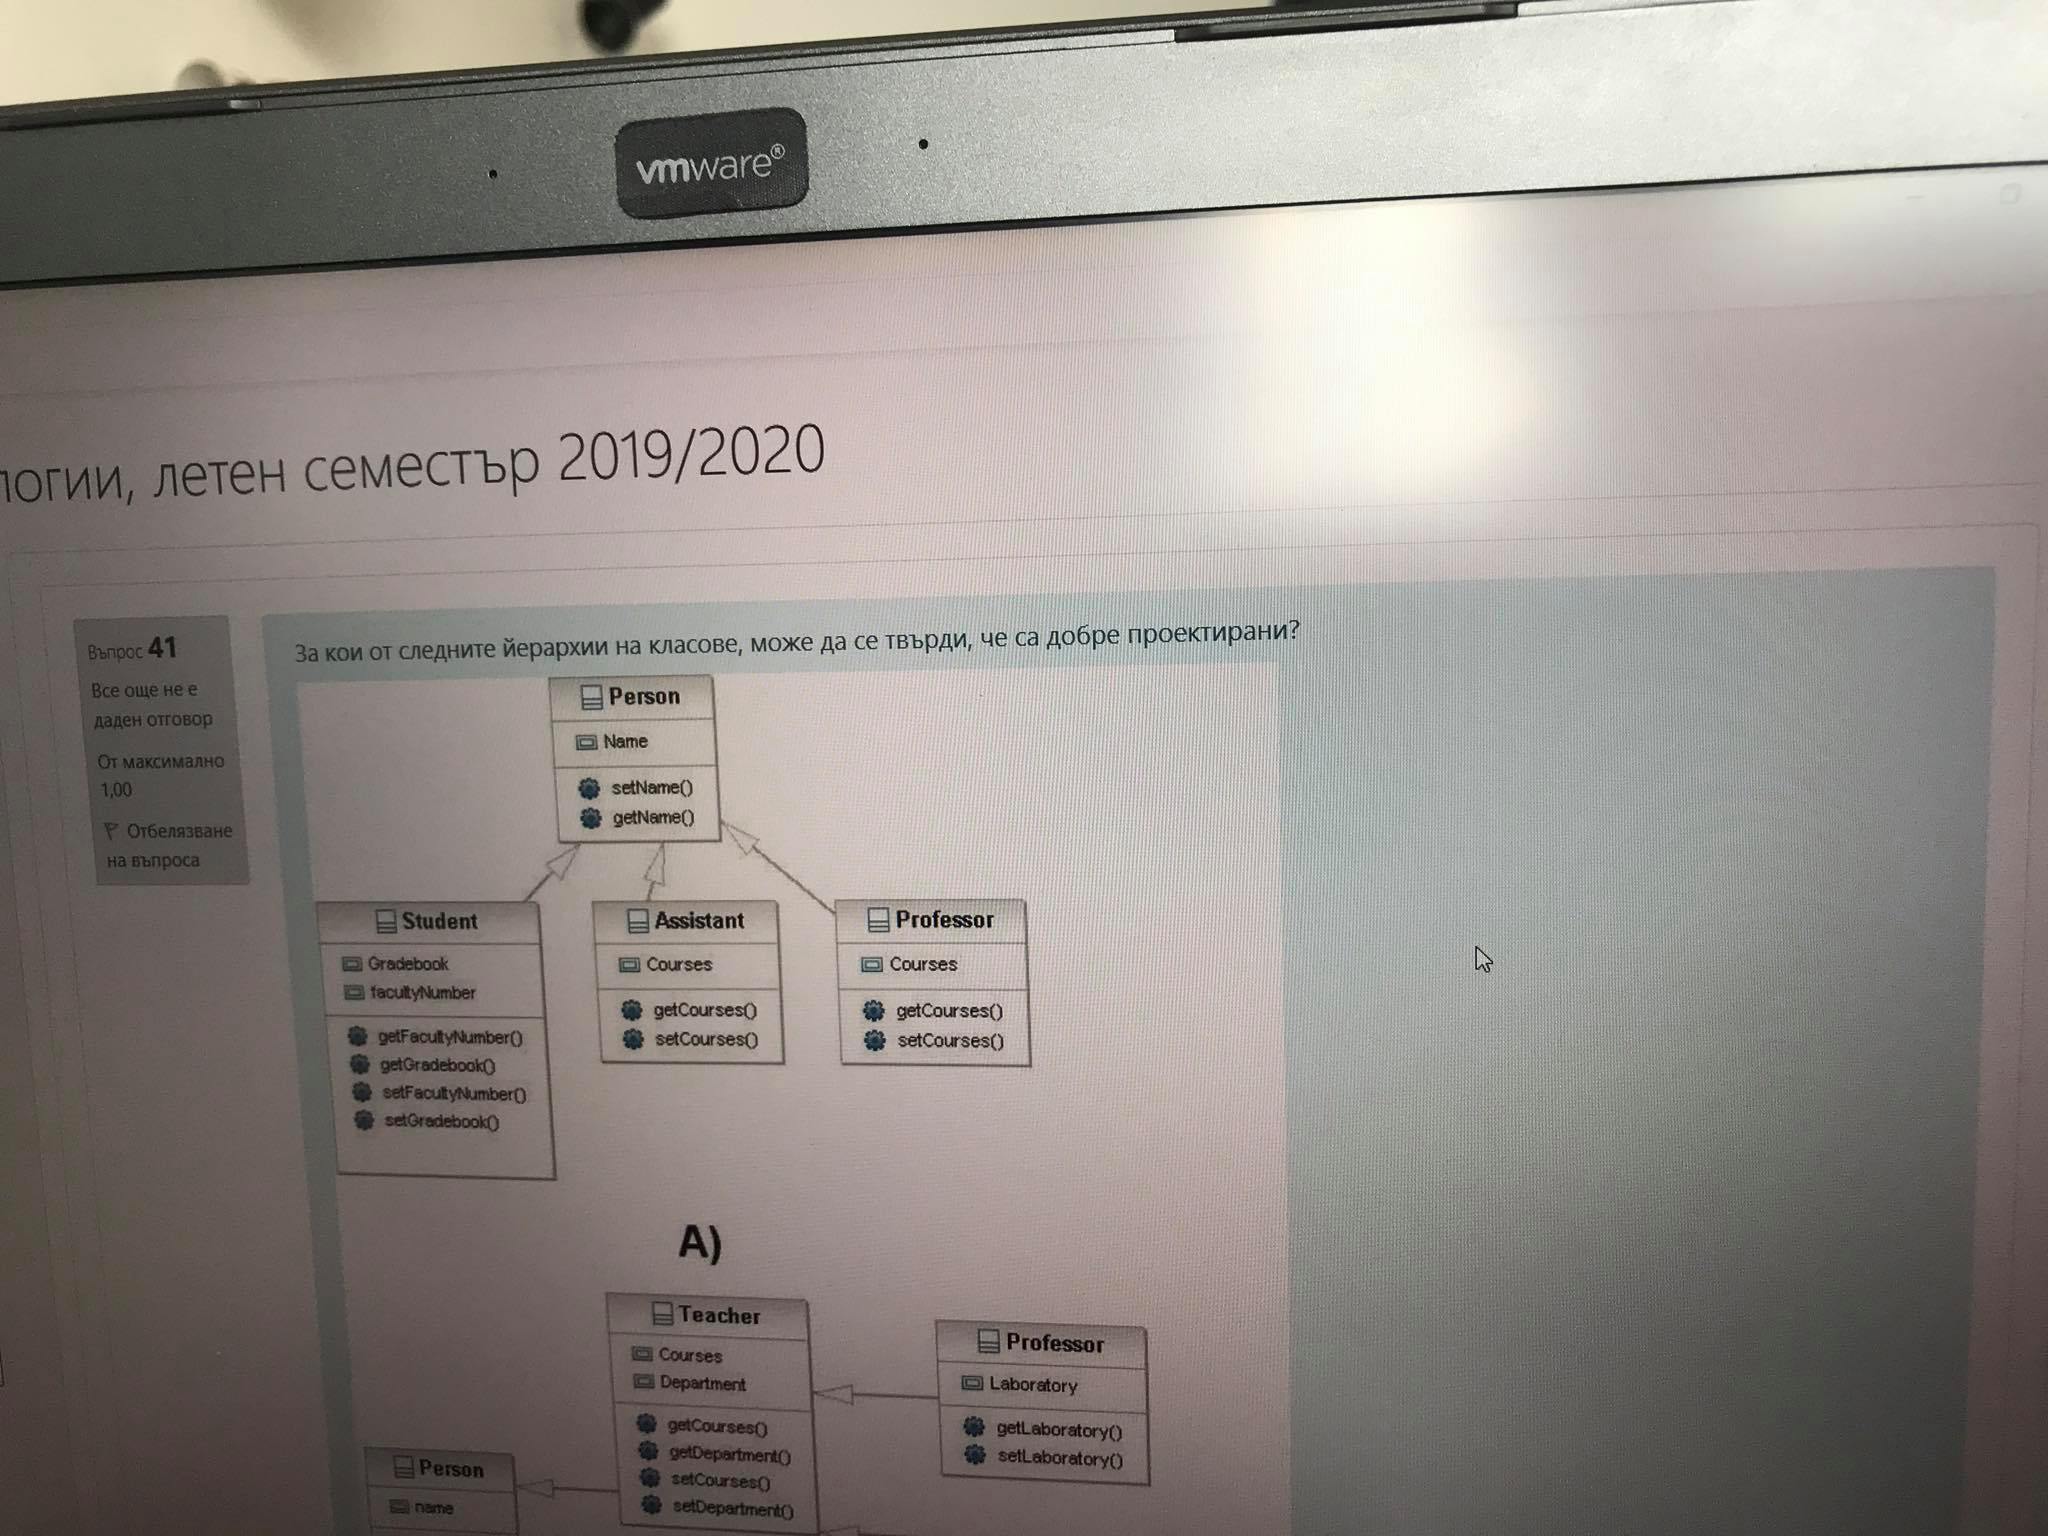 vmware®
логии, летен семестър 2019/2020
Въпрос 41
Все още не е
даден отговор
От максимално
1,00
Отбелязване
на въпроса
За кои от следните йерархии на класове, може да се твърди, че са добре проектирани?
Person
Name
setName()
getName()
Student
Gradebook
facultyNumber
getFacultyNumber()
getGradebook()
setFacultyNumber()
setGradebook()
Assistant
Courses
getCourses()
setCourses()
Professor
Courses
getCourses()
setCourses()
A)
Teacher
Courses
Department
getCourses()
getDepartment()
setCourses()
setDepartment()
Professor
Laboratory
getLaboratory()
setLaboratory()
Person
name